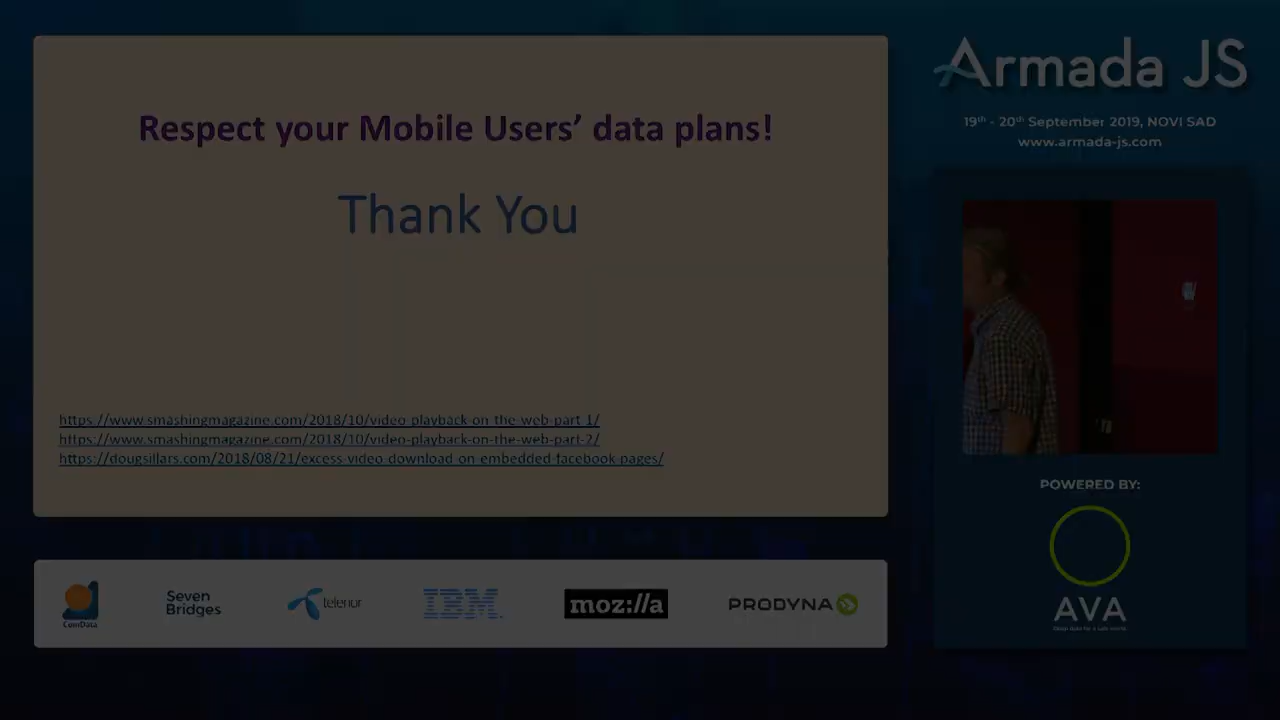 Respect your Mobile Users’ data plans!
Thank You
https://www.smashingmagazine.com/2018/10/video-playback-on-the-web-part-1/
https://www.smashingmagazine.com/2018/10/video-playback-on-the-web-part-2/
https://dougsillars.com/2018/08/21/excess-video-download-on-embedded-facebook-pages/
ComData
Seven
Bridges
telenor
IBM
moz://a
PRODYNA
Armada JS
19th - 20th September 2019, NOVI SAD
www.armada-js.com
POWERED BY:
AVA